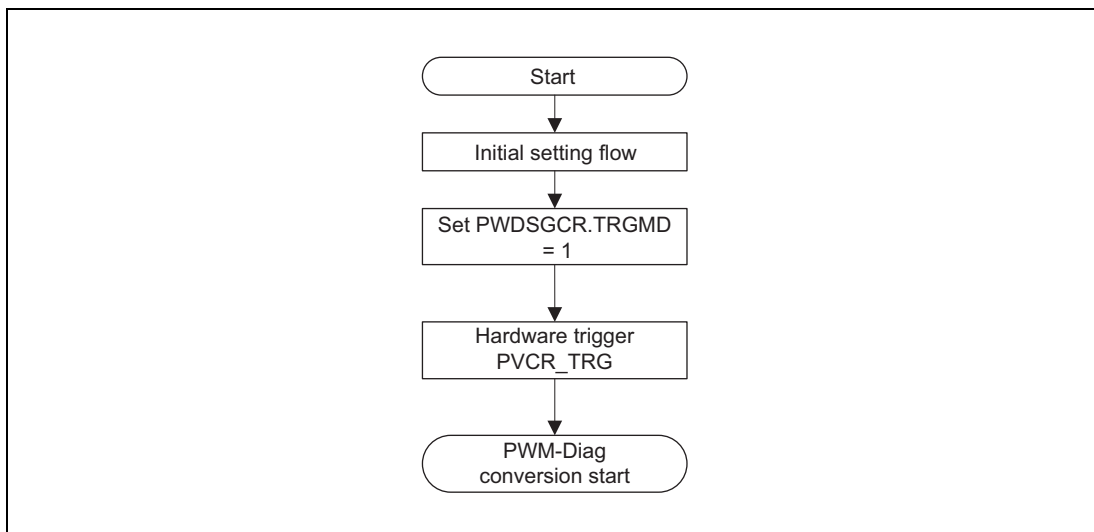 Start
Initial setting flow
Set PWDSGCR.TRGMD
= 1
Hardware trigger
PVCR_TRG
PWM-Diag
conversion start